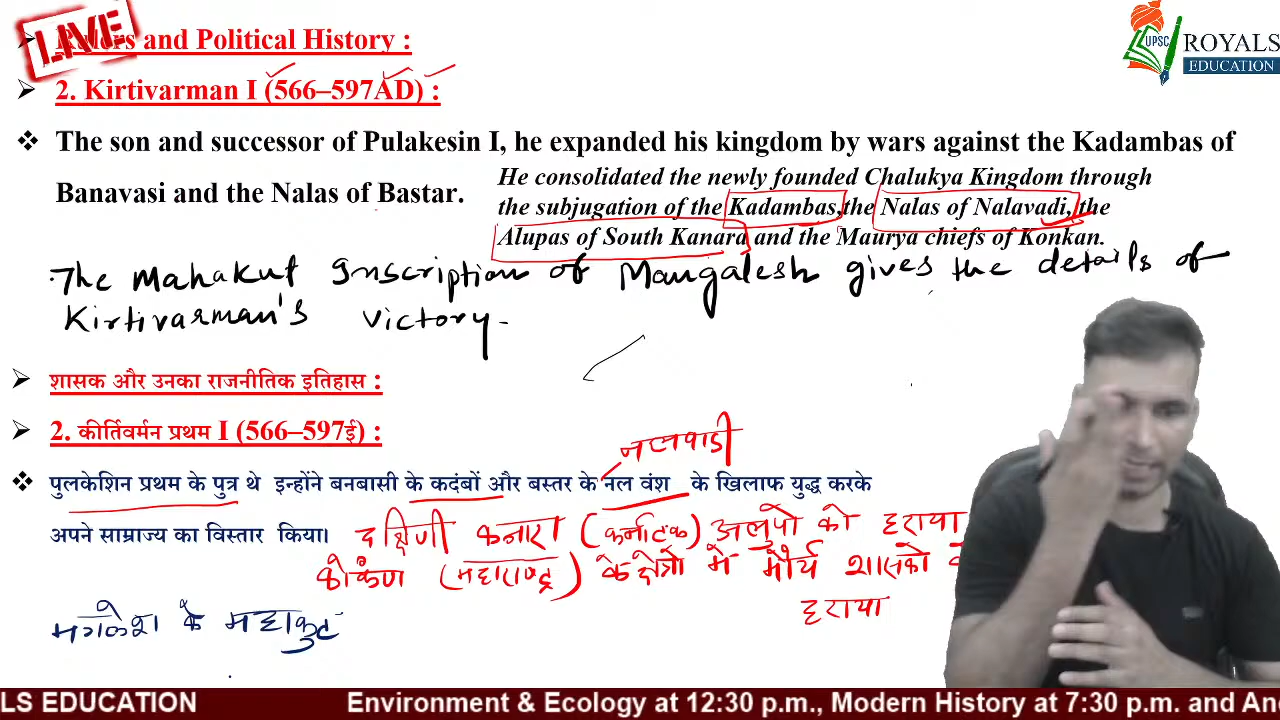 LIVE
Rulers and Political History :
UPSC ROYALS
EDUCATION
2. Kirtivarman I (566–597AD) :
The son and successor of Pulakesin I, he expanded his kingdom by wars against the Kadambas of
Banavasi and the Nalas of Bastar.
He consolidated the newly founded Chalukya Kingdom through
the subjugation of the Kadambas, the Nalas of Nalavadi, the
Alupas of South Kanara and the Maurya chiefs of Konkan.
The Mahakut Inscription of Mangalesh gives the details of
Kirtivarman's victory.
शासक और उनका राजनीतिक इतिहास :
2. कीर्तिवर्मन प्रथम I (566–597ई) :
नलवाडी
पुलकेशिन प्रथम के पुत्र थे इन्होंने बनबासी के कदंबों और बस्तर के नल वंश के खिलाफ युद्ध करके
अपने साम्राज्य का विस्तार किया।
दक्षिणी कनारा (कर्नाटक) अलुपो को हराया
कोंकण (महाराष्ट्र) के क्षेत्रो में मौर्य शासको
हराया
मंगलेश के महाकुट
LS EDUCATION Environment & Ecology at 12:30 p.m., Modern History at 7:30 p.m. and An